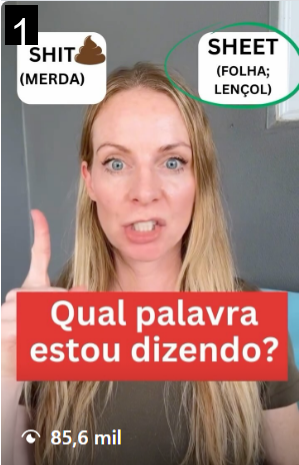 1
SHIT💩
(MERDA)
SHEET
(FOLHA;
LENÇOL)
Qual palavra
estou dizendo?
85,6 mil